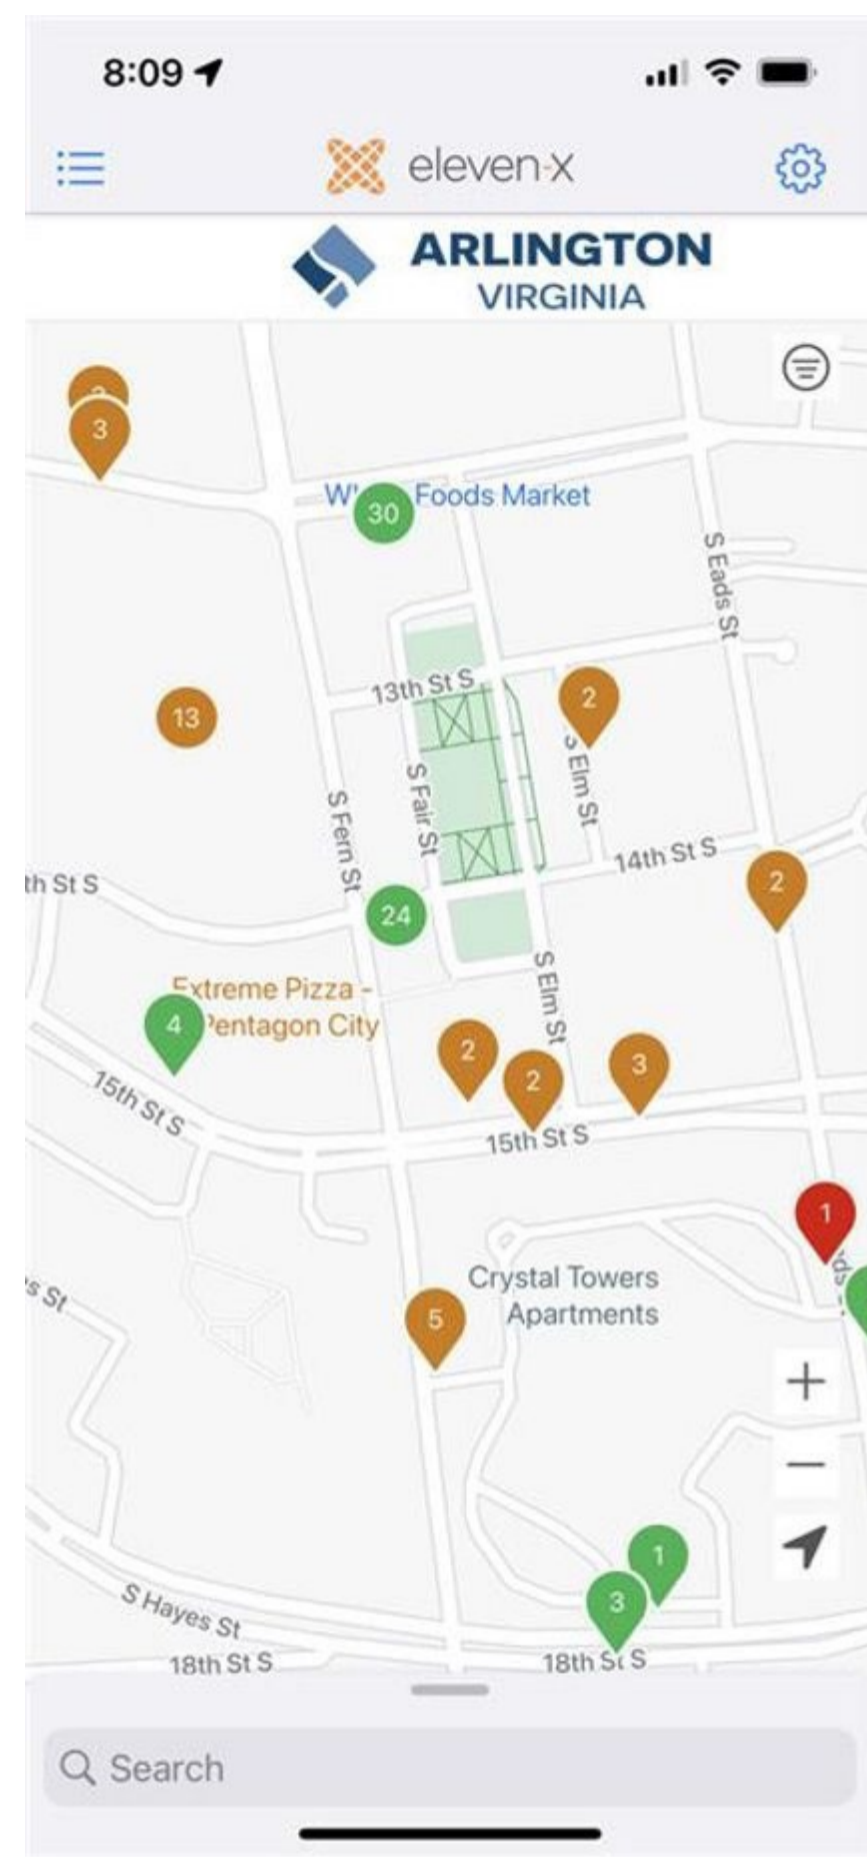 8:09
eleven-x
ARLINGTON
VIRGINIA
3
Foods Market
30
S Eads St
13th St S
2
13
S Elm St
S Fair St
S Fern St
14th St S
th St S
2
24
S Elm St
Extreme Pizza -
Pentagon City
4
2
2
3
15th St S
15th St S
1
Crystal Towers
Apartments
s St
5
1
3
S Hayes St
18th St S
18th St S
Search